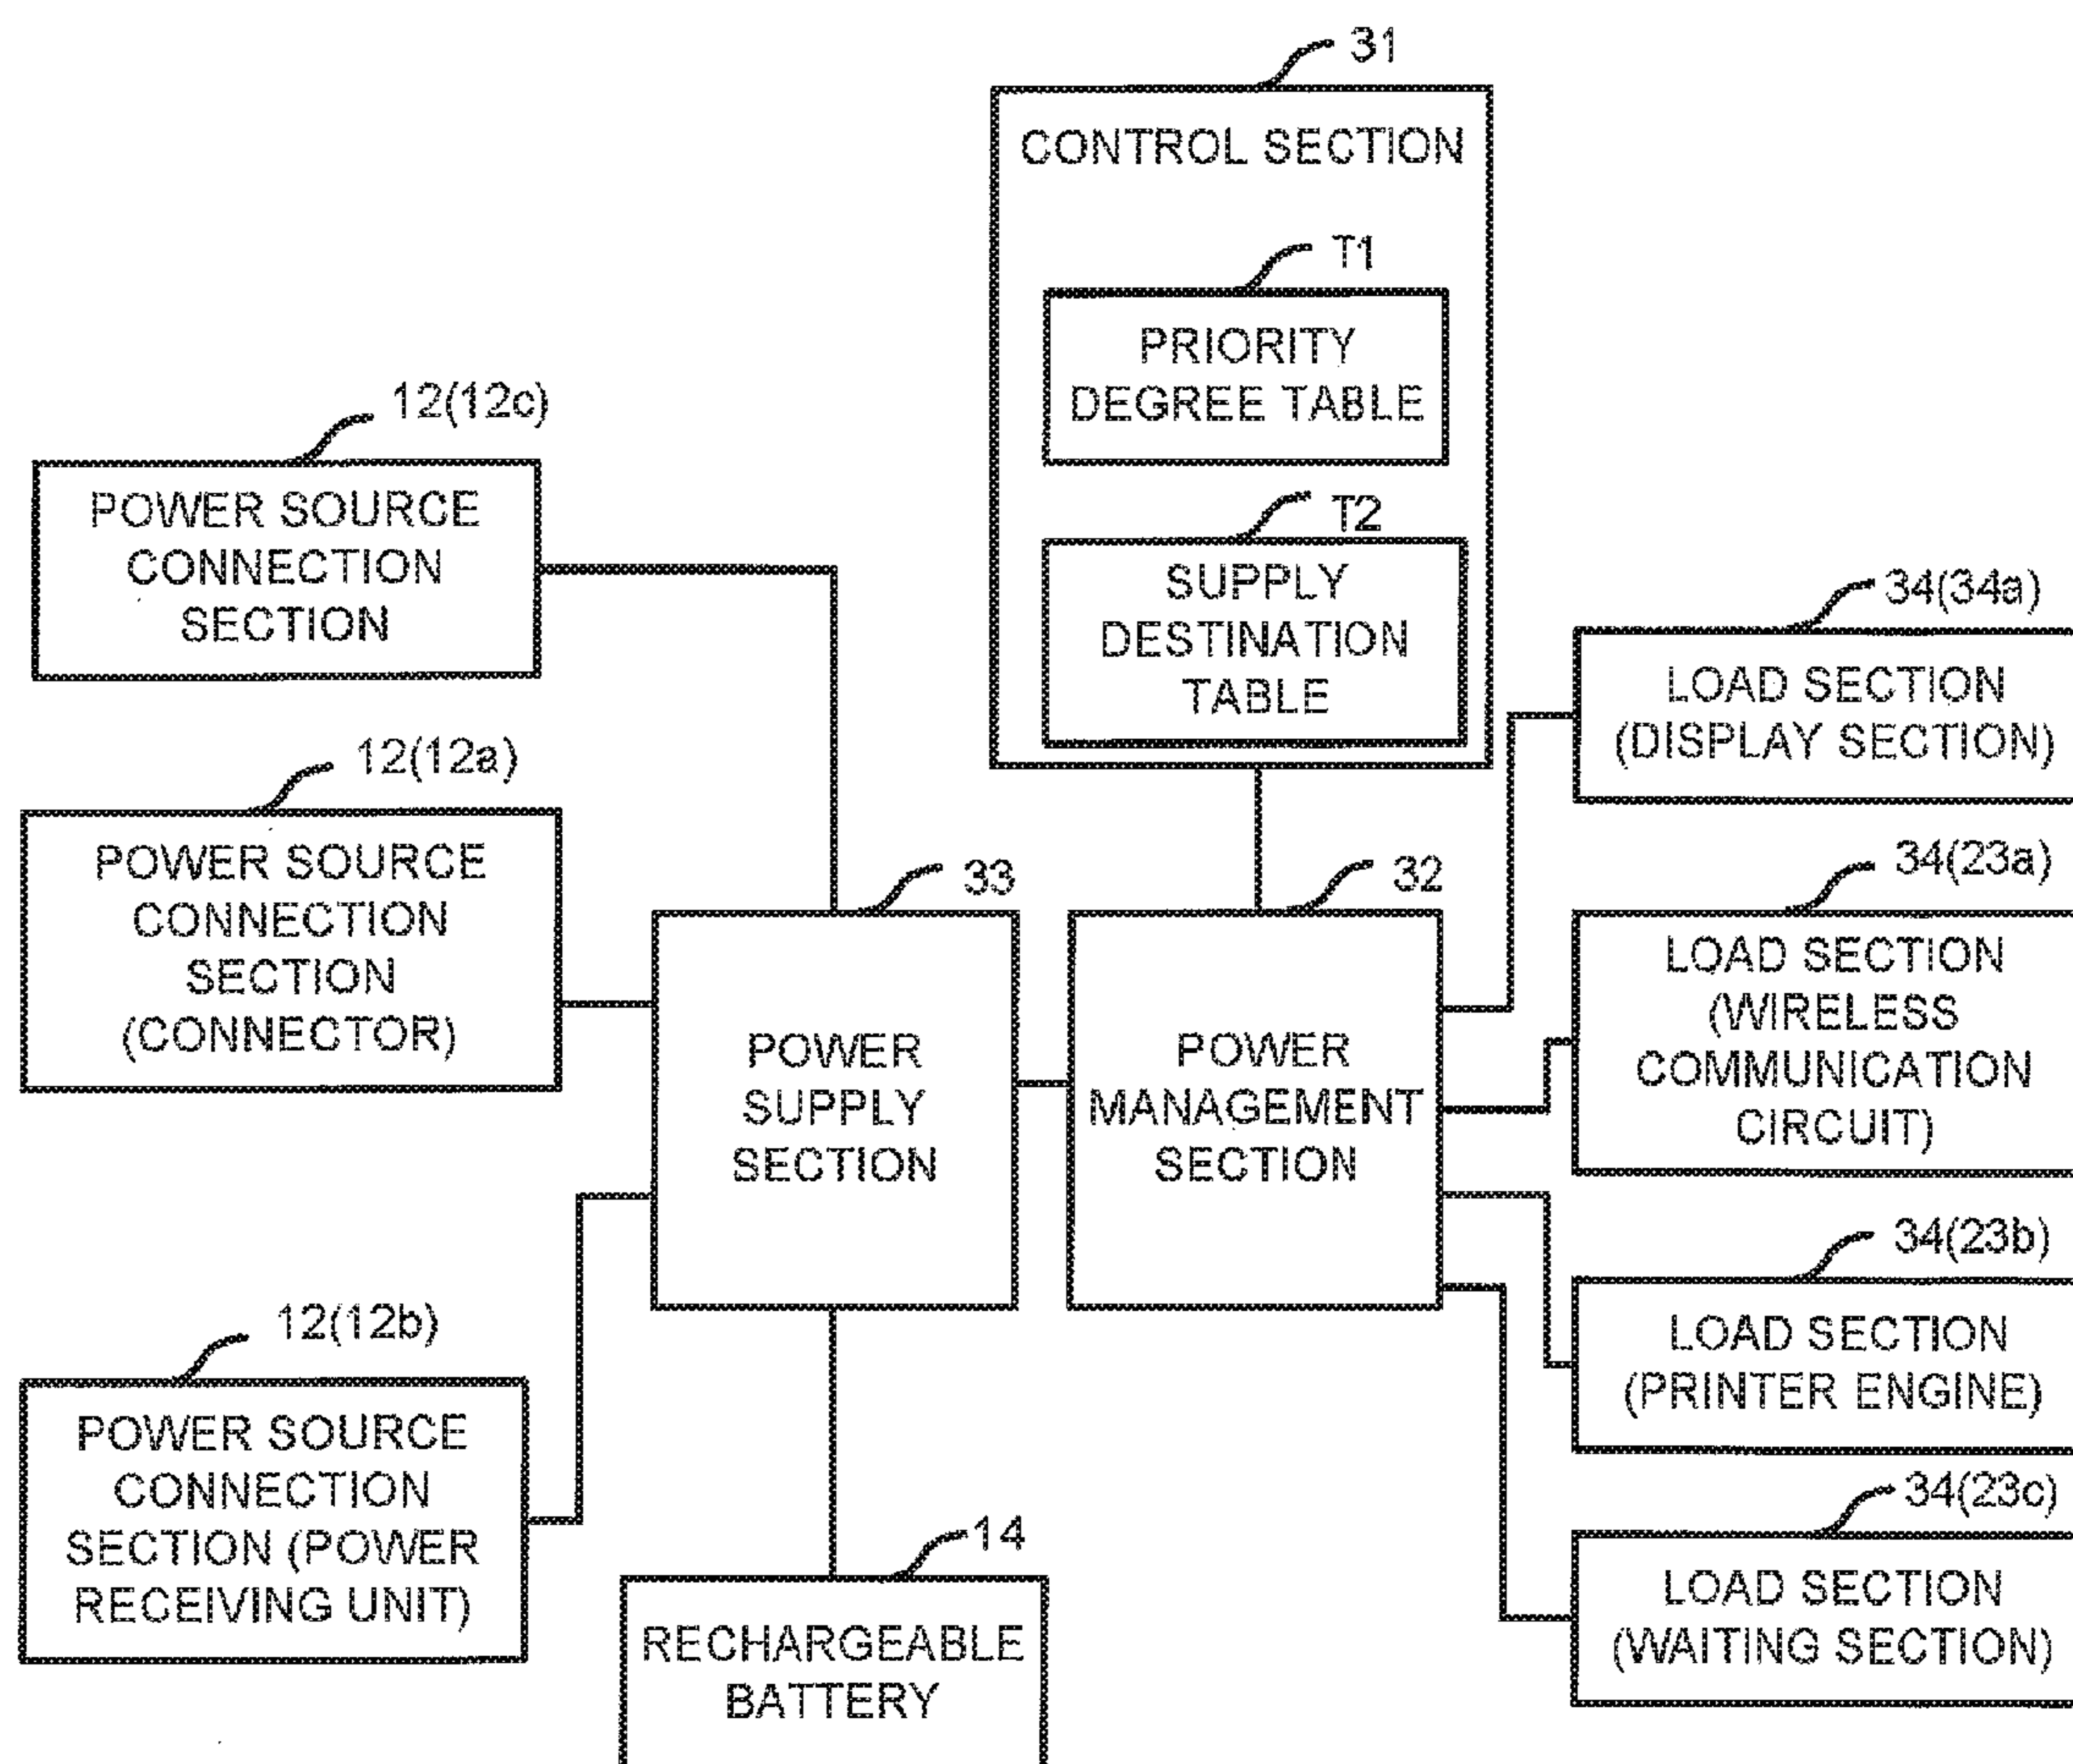 31
CONTROL SECTION
T1
PRIORITY
DEGREE TABLE
T2
SUPPLY
DESTINATION
TABLE
12(12c)
POWER SOURCE
CONNECTION
SECTION
12(12a)
POWER SOURCE
CONNECTION
SECTION
(CONNECTOR)
12(12b)
POWER SOURCE
CONNECTION
SECTION (POWER
RECEIVING UNIT)
33
POWER
SUPPLY
SECTION
32
POWER
MANAGEMENT
SECTION
14
RECHARGEABLE
BATTERY
34(34a)
LOAD SECTION
(DISPLAY SECTION)
34(23a)
LOAD SECTION
(WIRELESS
COMMUNICATION
CIRCUIT)
34(23b)
LOAD SECTION
(PRINTER ENGINE)
34(23c)
LOAD SECTION
(WAITING SECTION)